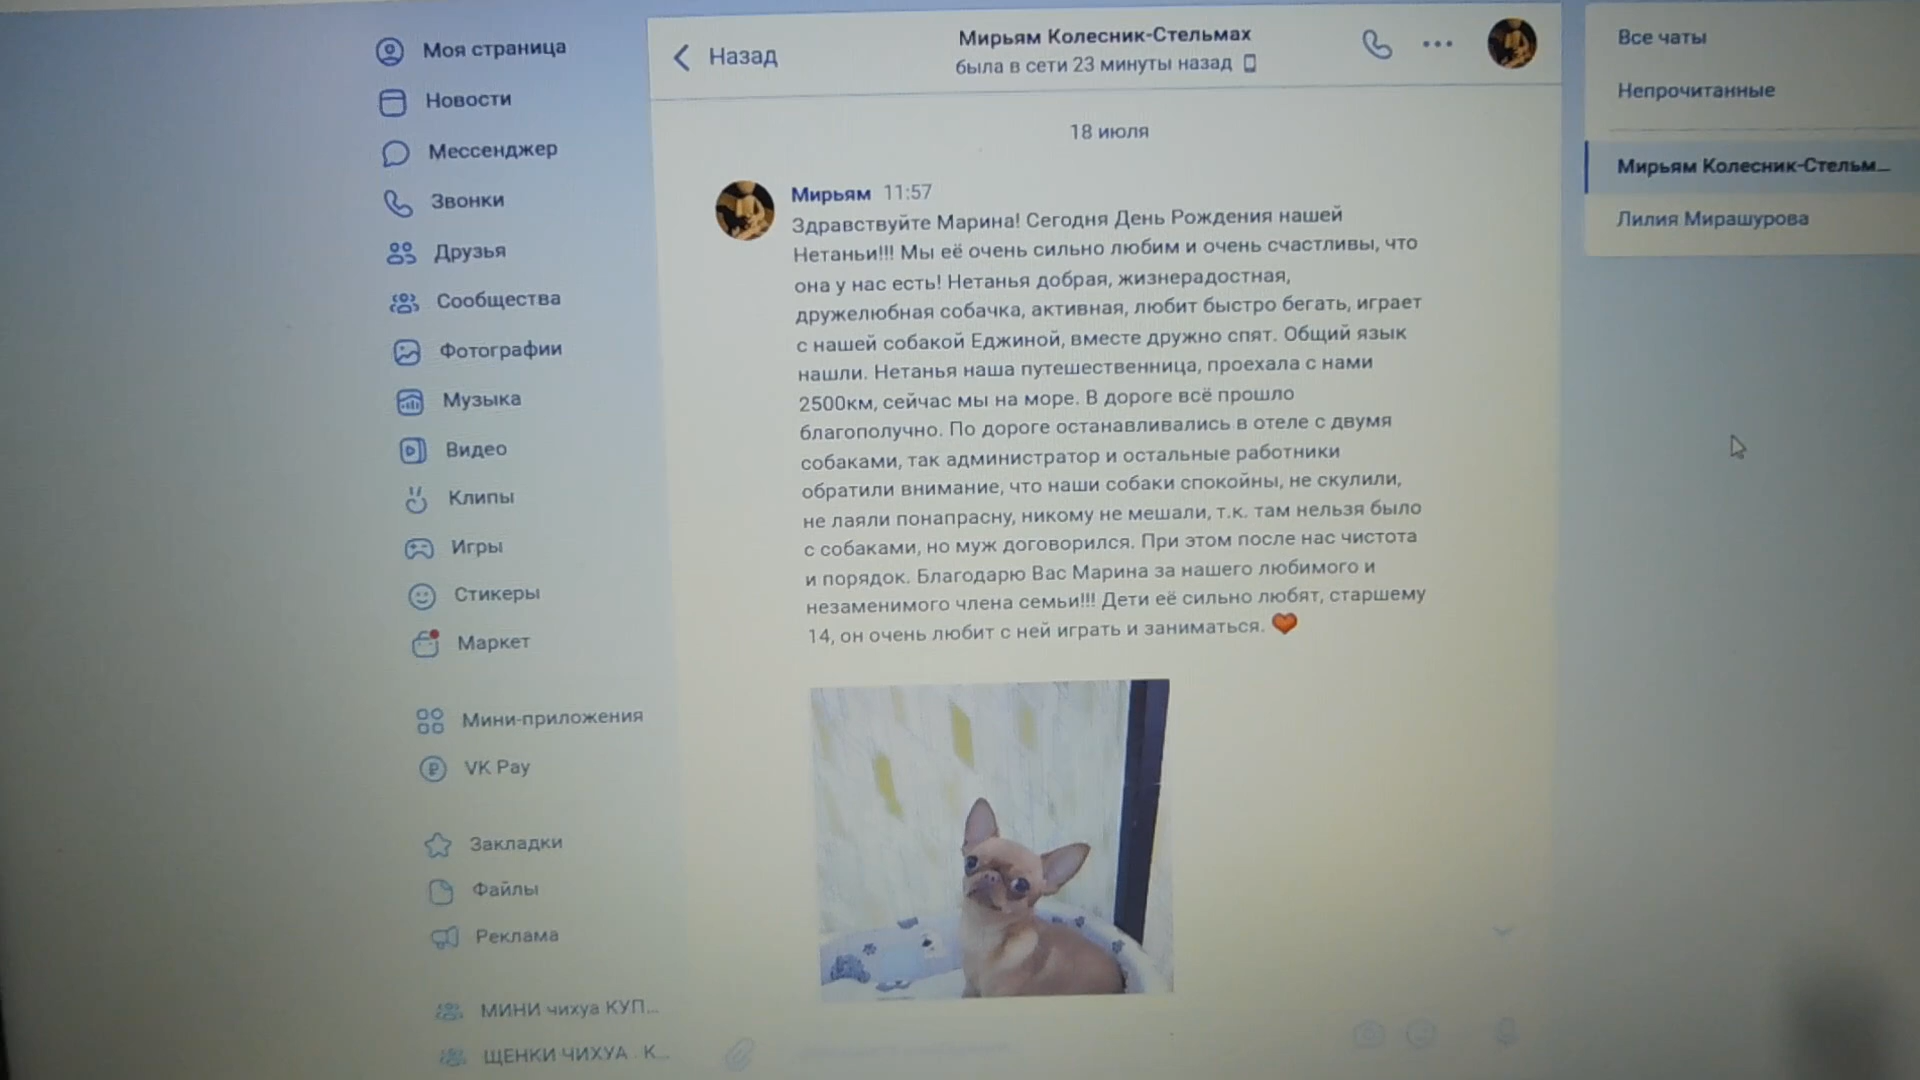 Моя страница
Новости
Мессенджер
Звонки
Друзья
Сообщества
Фотографии
Музыка
Видео
Клипы
Игры
Стикеры
Маркет
Мини-приложения
VK Pay
Закладки
Файлы
Реклама
МИНИ чихуа КУП...
ЩЕНКИ ЧИХУА . К...
Назад
Мирьям Колесник-Стельмах
была в сети 23 минуты назад
18 июля
Мирьям 11:57
Здравствуйте Марина! Сегодня День Рождения нашей
Нетаньи!!! Мы её очень сильно любим и очень счастливы, что
она у нас есть! Нетанья добрая, жизнерадостная,
дружелюбная собачка, активная, любит быстро бегать, играет
с нашей собакой Еджиной, вместе дружно спят. Общий язык
нашли. Нетанья наша путешественница, проехала с нами
2500км, сейчас мы на море. В дороге всё прошло
благополучно. По дороге останавливались в отеле с двумя
собаками, так администратор и остальные работники
обратили внимание, что наши собаки спокойны, не скулили,
не лаяли понапрасну, никому не мешали, т.к. там нельзя было
с собаками, но муж договорился. При этом после нас чистота
и порядок. Благодарю Вас Марина за нашего любимого и
незаменимого члена семьи!!! Дети её сильно любят, старшему
14, он очень любит с ней играть и заниматься. ❤
Все чаты
Непрочитанные
Мирьям Колесник-Стельм...
Лилия Мирашурова